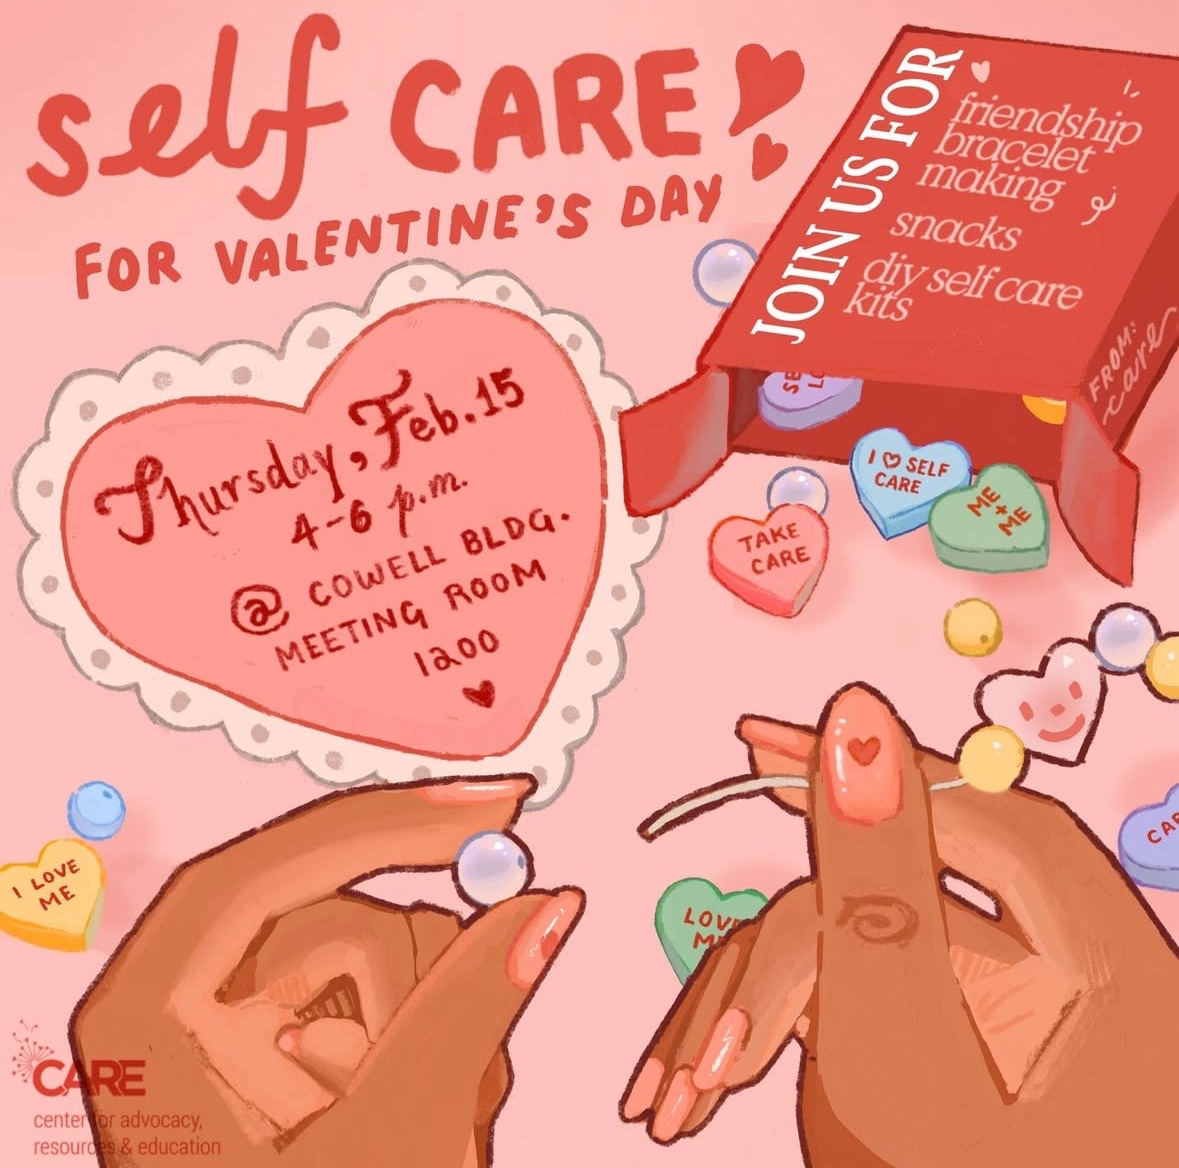 self CARE!
FOR VALENTINE'S DAY
JOIN US FOR
friendship
bracelet
making
snacks
diy self care
kits
FROM:
care
Thursday, Feb. 15
4-6 p.m.
@ COWELL BLDG.
MEETING ROOM
1200
I ♡ SELF
CARE
ME
+
ME
TAKE
CARE
I LOVE
ME
LOVE
CARE
center for advocacy,
resources & education